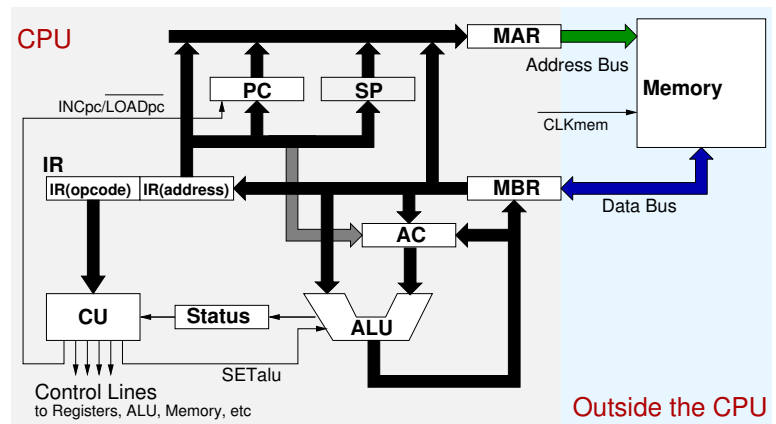 CPU
MAR
Address Bus
Memory
PC
SP
INCpc/LOADpc
CLKmem
IR
IR(opcode)
IR(address)
MBR
Data Bus
AC
CU
Status
ALU
SETalu
Control Lines
to Registers, ALU, Memory, etc
Outside the CPU